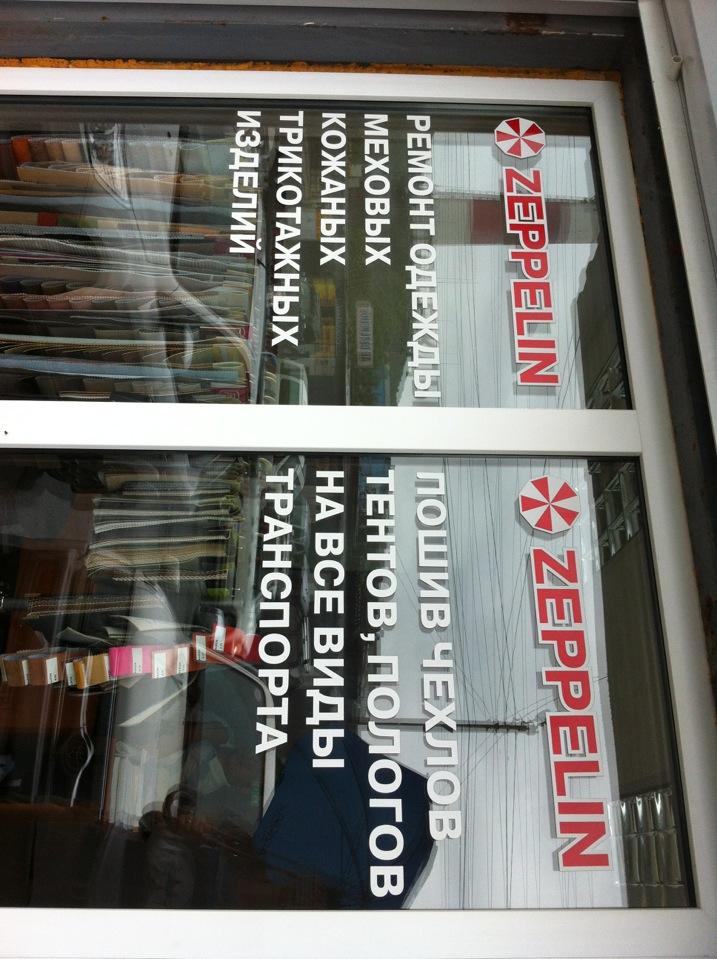 ZEPPELIN
РЕМОНТ ОДЕЖДЫ
МЕХОВЫХ
КОЖАНЫХ
ТРИКОТАЖНЫХ
ИЗДЕЛИЙ
ZEPPELIN
ПОШИВ ЧЕХЛОВ
ТЕНТОВ, ПОЛОГОВ
НА ВСЕ ВИДЫ
ТРАНСПОРТА